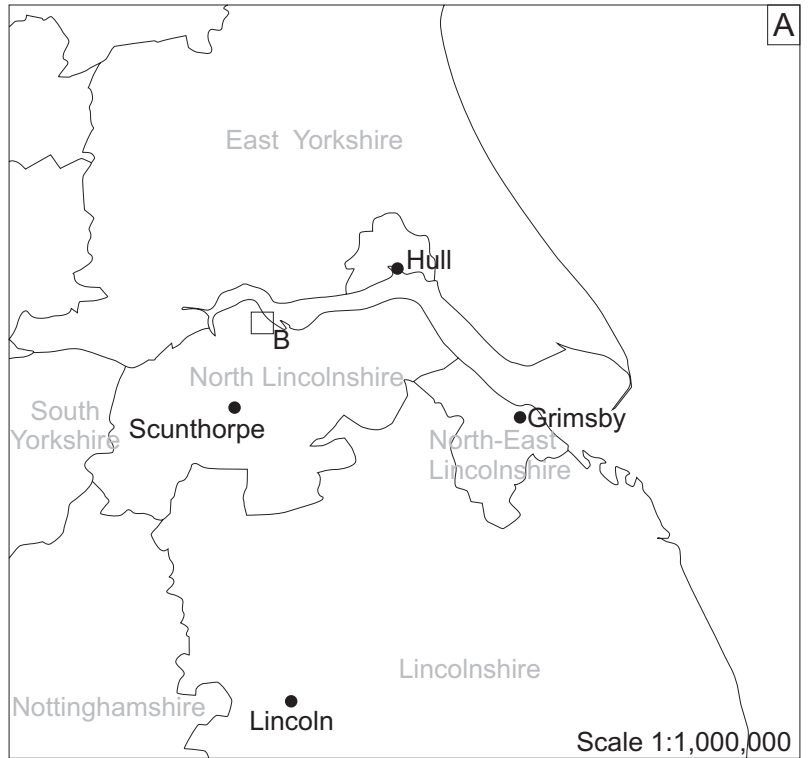 A
East Yorkshire
Hull
B
North Lincolnshire
South
Yorkshire
Scunthorpe
Grimsby
North-East
Lincolnshire
Lincolnshire
Nottinghamshire
Lincoln
Scale 1:1,000,000